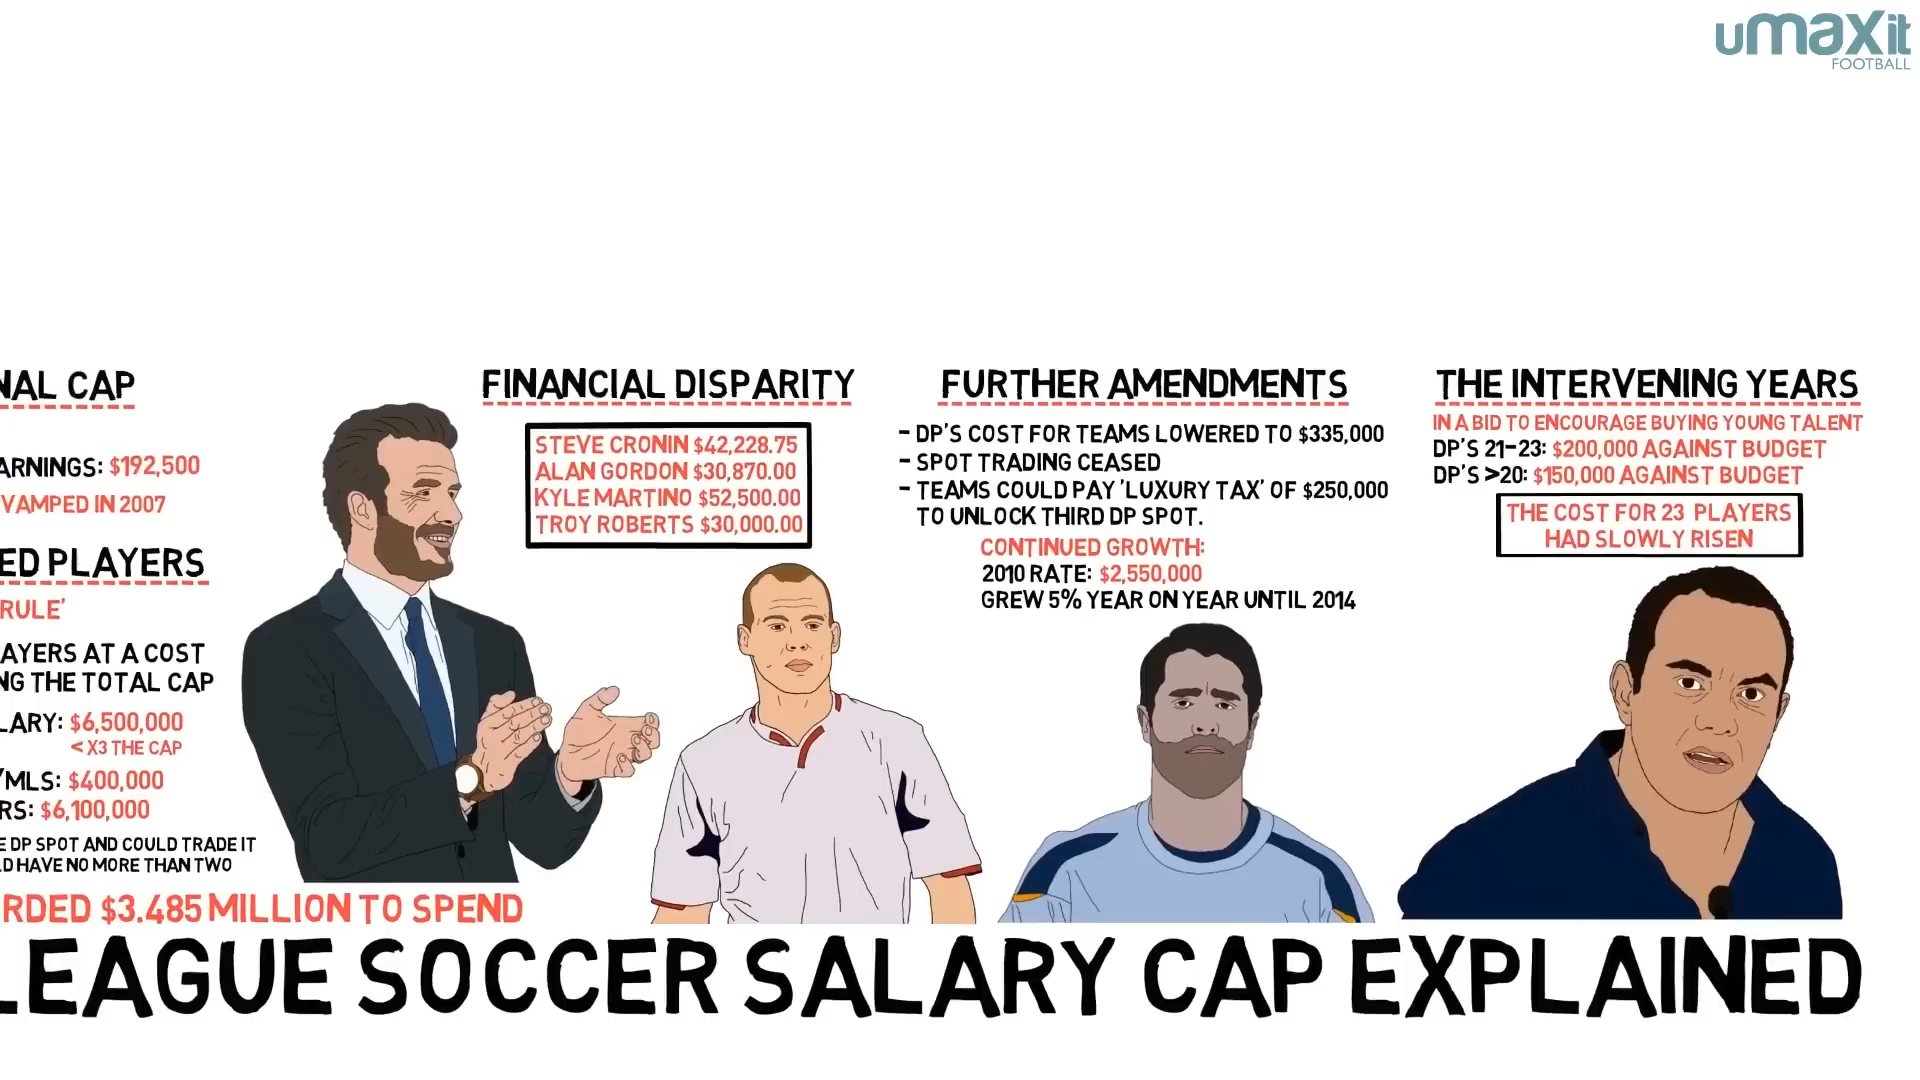 umaxit
FOOTBALL
NAL CAP
ARNINGS: $192,500
VAMPED IN 2007
ED PLAYERS
RULE'
AYERS AT A COST
NG THE TOTAL CAP
LARY: $6,500,000
< X3 THE CAP
/MLS: $400,000
RS: $6,100,000
E DP SPOT AND COULD TRADE IT
LD HAVE NO MORE THAN TWO
RDED $3.485 MILLION TO SPEND
FINANCIAL DISPARITY
STEVE CRONIN $42,228.75
ALAN GORDON $30,870.00
KYLE MARTINO $52,500.00
TROY ROBERTS $30,000.00
FURTHER AMENDMENTS
- DP'S COST FOR TEAMS LOWERED TO $335,000
- SPOT TRADING CEASED
- TEAMS COULD PAY 'LUXURY TAX' OF $250,000
TO UNLOCK THIRD DP SPOT.
CONTINUED GROWTH:
2010 RATE: $2,550,000
GREW 5% YEAR ON YEAR UNTIL 2014
THE INTERVENING YEARS
IN A BID TO ENCOURAGE BUYING YOUNG TALENT
DP'S 21-23: $200,000 AGAINST BUDGET
DP'S >20: $150,000 AGAINST BUDGET
THE COST FOR 23 PLAYERS
HAD SLOWLY RISEN
LEAGUE SOCCER SALARY CAP EXPLAINED